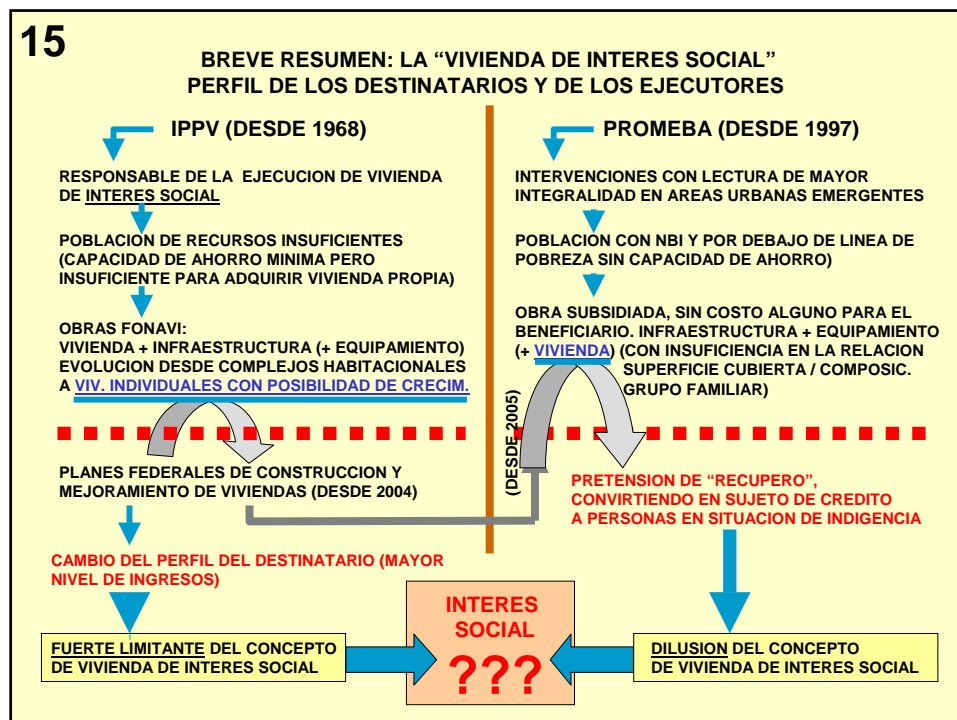 15
BREVE RESUMEN: LA “VIVIENDA DE INTERES SOCIAL”
PERFIL DE LOS DESTINATARIOS Y DE LOS EJECUTORES
IPPV (DESDE 1968)
RESPONSABLE DE LA EJECUCION DE VIVIENDA
DE INTERES SOCIAL
POBLACION DE RECURSOS INSUFICIENTES
(CAPACIDAD DE AHORRO MINIMA PERO
INSUFICIENTE PARA ADQUIRIR VIVIENDA PROPIA)
OBRAS FONAVI:
VIVIENDA + INFRAESTRUCTURA (+ EQUIPAMIENTO)
EVOLUCION DESDE COMPLEJOS HABITACIONALES
A VIV. INDIVIDUALES CON POSIBILIDAD DE CRECIM.
PLANES FEDERALES DE CONSTRUCCION Y
MEJORAMIENTO DE VIVIENDAS (DESDE 2004)
CAMBIO DEL PERFIL DEL DESTINATARIO (MAYOR
NIVEL DE INGRESOS)
FUERTE LIMITANTE DEL CONCEPTO
DE VIVIENDA DE INTERES SOCIAL
PROMEBA (DESDE 1997)
INTERVENCIONES CON LECTURA DE MAYOR
INTEGRALIDAD EN AREAS URBANAS EMERGENTES
POBLACION CON NBI Y POR DEBAJO DE LINEA DE
POBREZA SIN CAPACIDAD DE AHORRO)
OBRA SUBSIDIADA, SIN COSTO ALGUNO PARA EL
BENEFICIARIO. INFRAESTRUCTURA + EQUIPAMIENTO
(+ VIVIENDA) (CON INSUFICIENCIA EN LA RELACION
SUPERFICIE CUBIERTA / COMPOSIC.
GRUPO FAMILIAR)
(DESDE 2005)
PRETENSION DE “RECUPERO”,
CONVIRTIENDO EN SUJETO DE CREDITO
A PERSONAS EN SITUACION DE INDIGENCIA
DILUSION DEL CONCEPTO
DE VIVIENDA DE INTERES SOCIAL
INTERES
SOCIAL
???